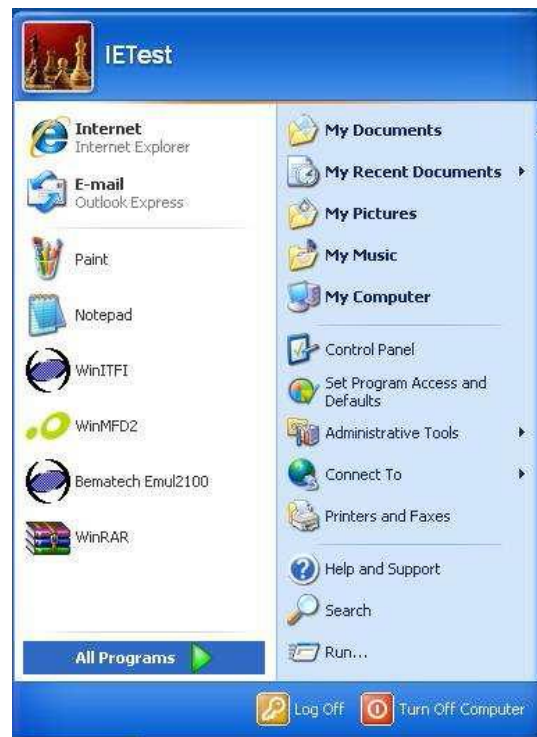 IETest
Internet
Internet Explorer
E-mail
Outlook Express
Paint
Notepad
WinITFI
WinMFD2
Bematech Emul2100
WinRAR
All Programs
My Documents
My Recent Documents
My Pictures
My Music
My Computer
Control Panel
Set Program Access and
Defaults
Administrative Tools
Connect To
Printers and Faxes
Help and Support
Search
Run...
Log Off
Turn Off Computer